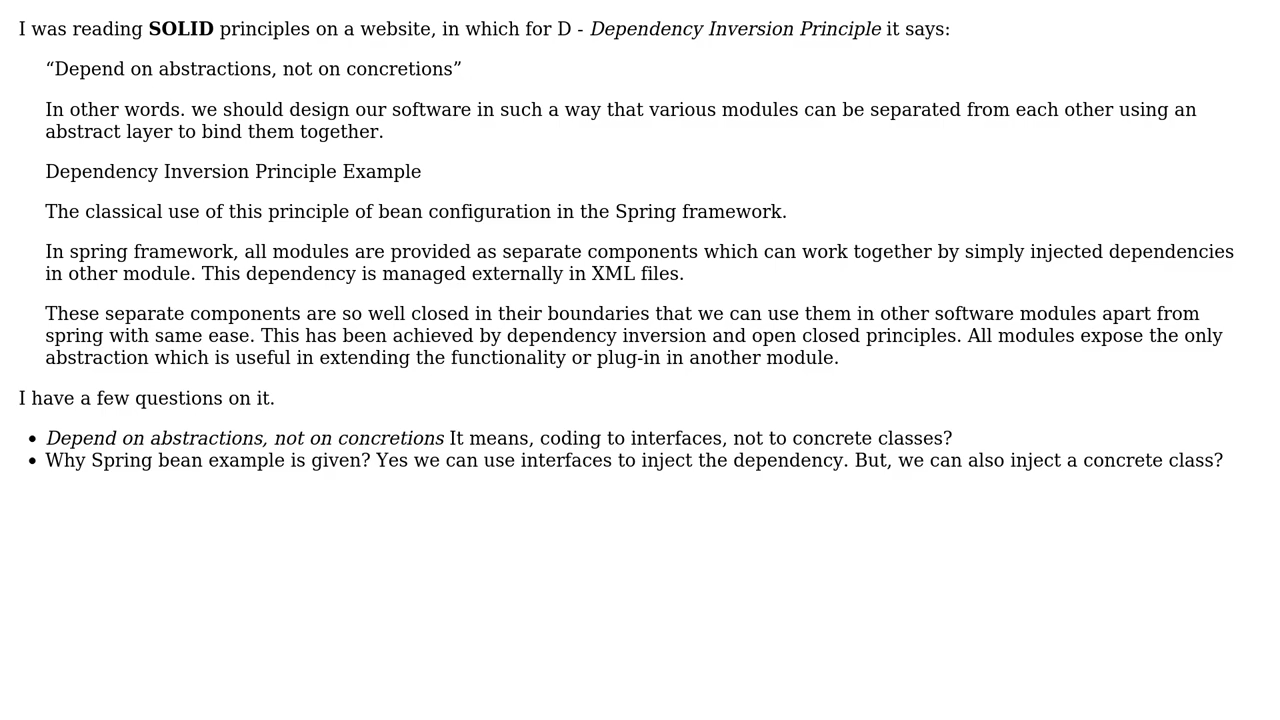 I was reading SOLID principles on a website, in which for D - Dependency Inversion Principle it says:
“Depend on abstractions, not on concretions”
In other words. we should design our software in such a way that various modules can be separated from each other using an
abstract layer to bind them together.
Dependency Inversion Principle Example
The classical use of this principle of bean configuration in the Spring framework.
In spring framework, all modules are provided as separate components which can work together by simply injected dependencies
in other module. This dependency is managed externally in XML files.
These separate components are so well closed in their boundaries that we can use them in other software modules apart from
spring with same ease. This has been achieved by dependency inversion and open closed principles. All modules expose the only
abstraction which is useful in extending the functionality or plug-in in another module.
I have a few questions on it.
• Depend on abstractions, not on concretions It means, coding to interfaces, not to concrete classes?
• Why Spring bean example is given? Yes we can use interfaces to inject the dependency. But, we can also inject a concrete class?